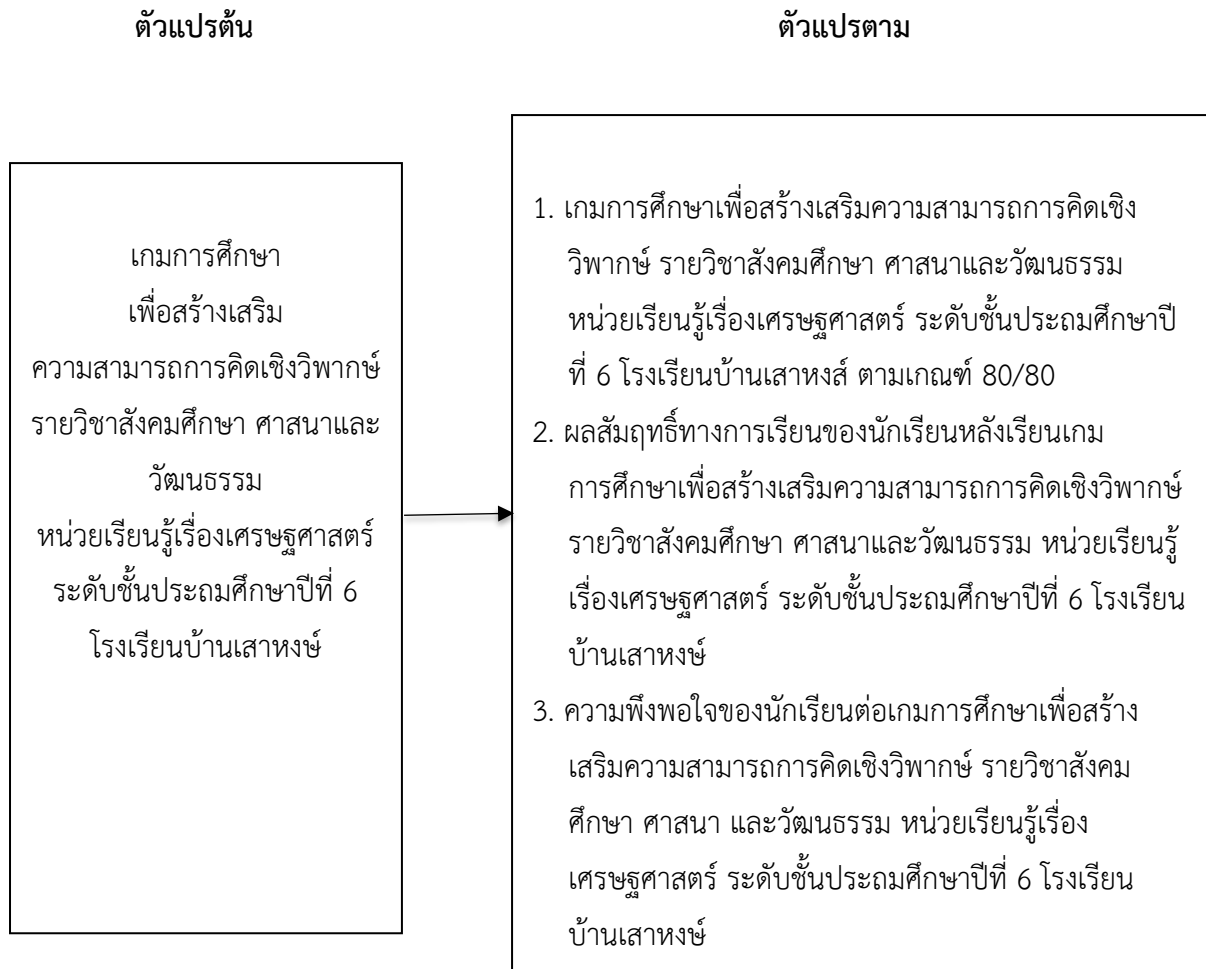 ตัวแปรต้น
ตัวแปรตาม
เกมการศึกษา
เพื่อสร้างเสริม
ความสามารถการคิดเชิงวิพากษ์
รายวิชาสังคมศึกษา ศาสนาและ
วัฒนธรรม
หน่วยเรียนรู้เรื่องเศรษฐศาสตร์
ระดับชั้นประถมศึกษาปีที่ 6
โรงเรียนบ้านเสาหงษ์
1. เกมการศึกษาเพื่อสร้างเสริมความสามารถการคิดเชิง
วิพากษ์ รายวิชาสังคมศึกษา ศาสนาและวัฒนธรรม
หน่วยเรียนรู้เรื่องเศรษฐศาสตร์ ระดับชั้นประถมศึกษาปี
ที่ 6 โรงเรียนบ้านเสาหงส์ ตามเกณฑ์ 80/80
2. ผลสัมฤทธิ์ทางการเรียนของนักเรียนหลังเรียนเกม
การศึกษาเพื่อสร้างเสริมความสามารถการคิดเชิงวิพากษ์
รายวิชาสังคมศึกษา ศาสนาและวัฒนธรรม หน่วยเรียนรู้
เรื่องเศรษฐศาสตร์ ระดับชั้นประถมศึกษาปีที่ 6 โรงเรียน
บ้านเสาหงษ์
3. ความพึงพอใจของนักเรียนต่อเกมการศึกษาเพื่อสร้าง
เสริมความสามารถการคิดเชิงวิพากษ์ รายวิชาสังคม
ศึกษา ศาสนา และวัฒนธรรม หน่วยเรียนรู้เรื่อง
เศรษฐศาสตร์ ระดับชั้นประถมศึกษาปีที่ 6 โรงเรียน
บ้านเสาหงษ์